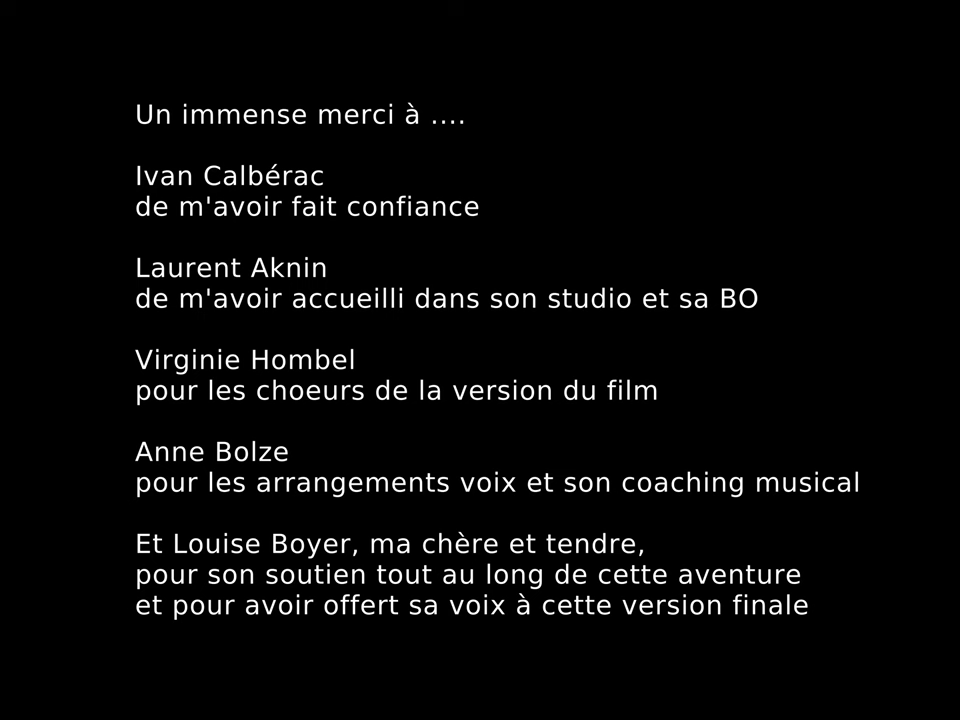 Un immense merci à ....
Ivan Calbérac
de m'avoir fait confiance
Laurent Aknin
de m'avoir accueilli dans son studio et sa BO
Virginie Hombel
pour les choeurs de la version du film
Anne Bolze
pour les arrangements voix et son coaching musical
Et Louise Boyer, ma chère et tendre,
pour son soutien tout au long de cette aventure
et pour avoir offert sa voix à cette version finale